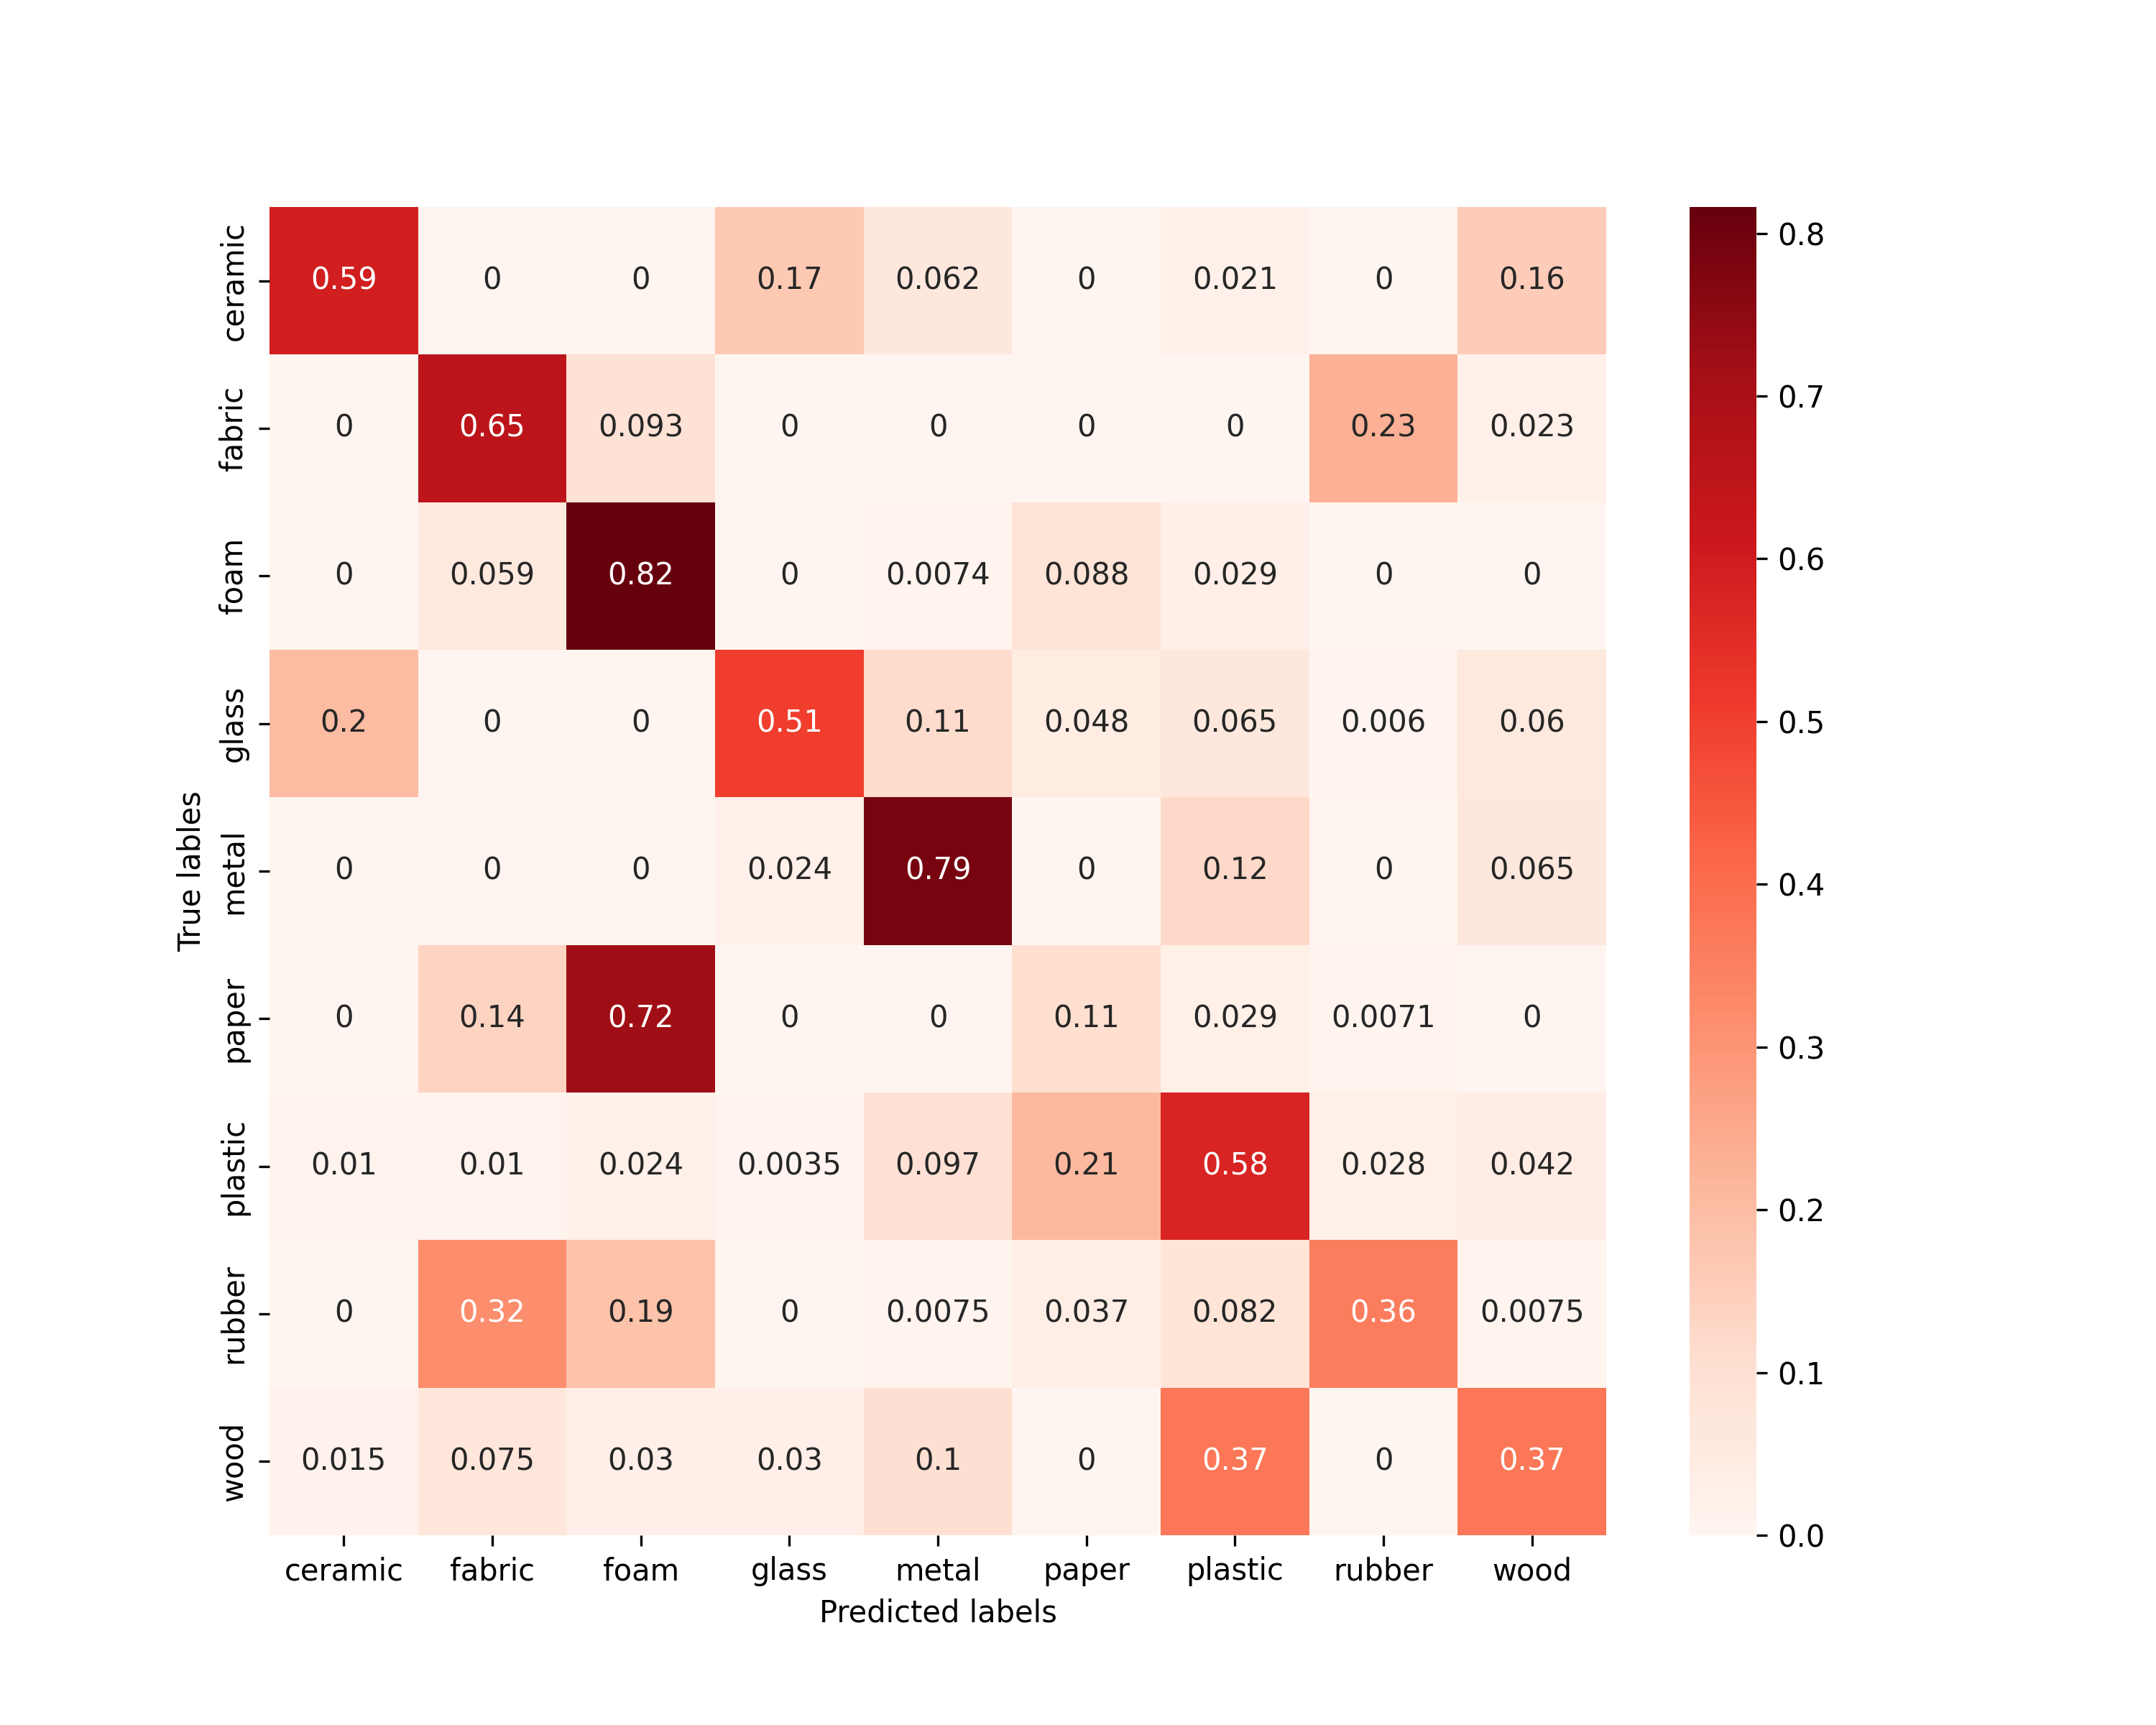 ceramic 0.59 0 0 0.17 0.062 0 0.021 0 0.16
fabric 0 0.65 0.093 0 0 0 0 0.23 0.023
foam 0 0.059 0.82 0 0.0074 0.088 0.029 0 0
glass 0.2 0 0 0.51 0.11 0.048 0.065 0.006 0.06
metal 0 0 0 0.024 0.79 0 0.12 0 0.065
paper 0 0.14 0.72 0 0 0.11 0.029 0.0071 0
plastic 0.01 0.01 0.024 0.0035 0.097 0.21 0.58 0.028 0.042
rubber 0 0.32 0.19 0 0.0075 0.037 0.082 0.36 0.0075
wood 0.015 0.075 0.03 0.03 0.1 0 0.37 0 0.37
ceramic fabric foam glass metal paper plastic rubber wood
Predicted labels
True lables
0.8
0.7
0.6
0.5
0.4
0.3
0.2
0.1
0.0